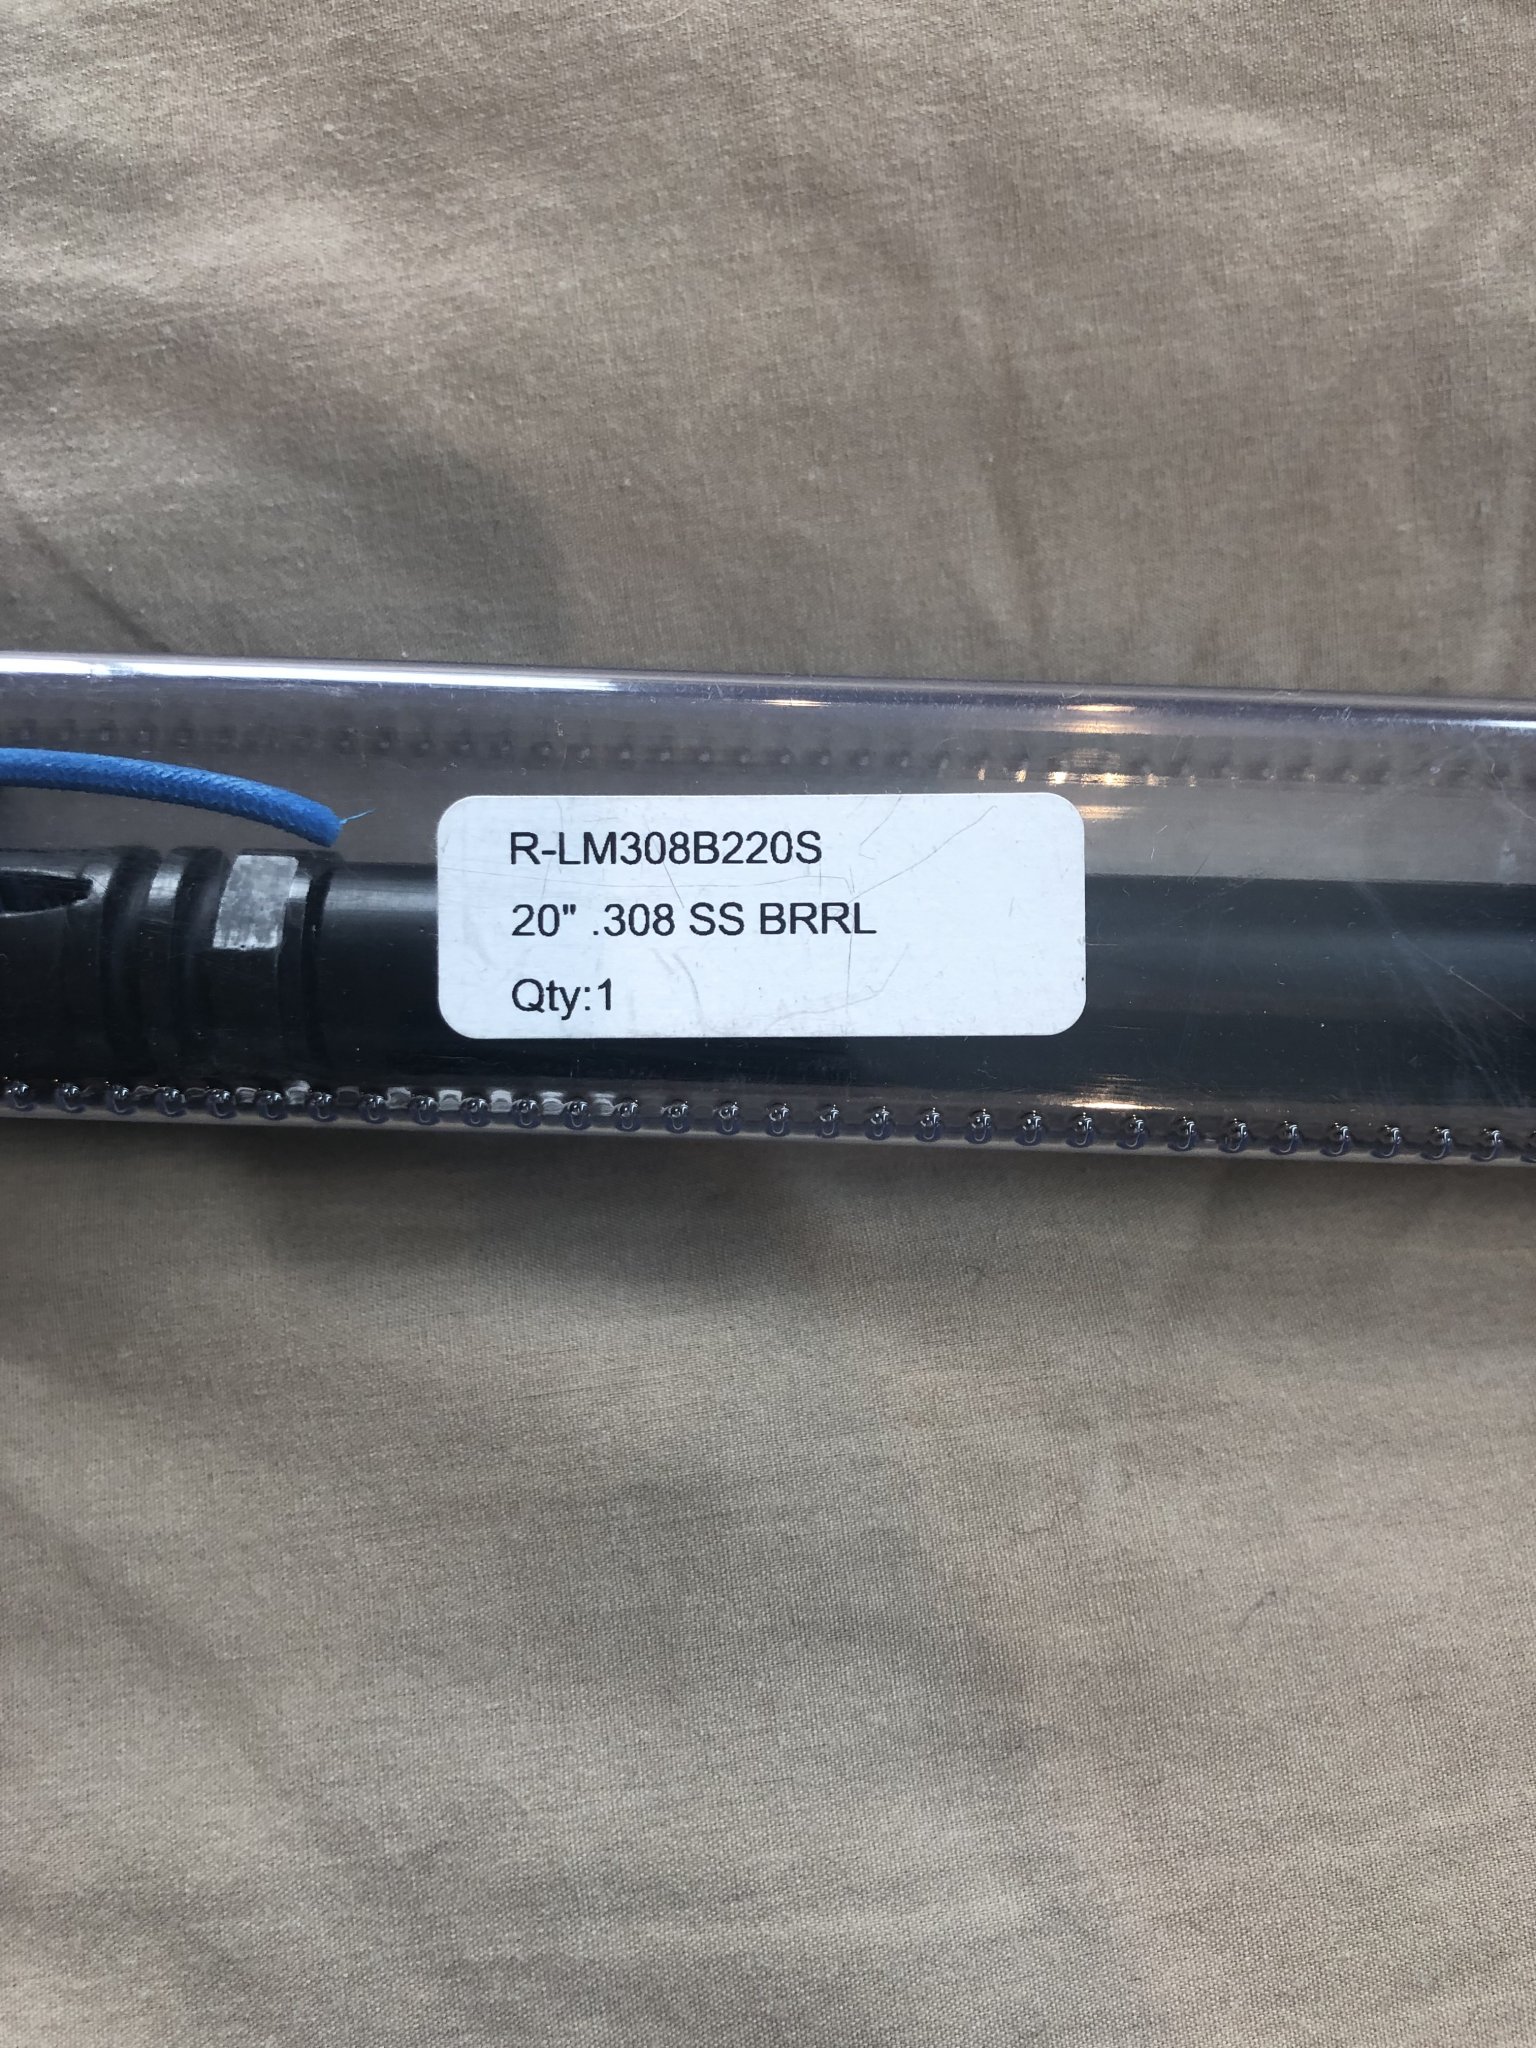 R-LM308B220S
20" .308 SS BRRL
Qty:1